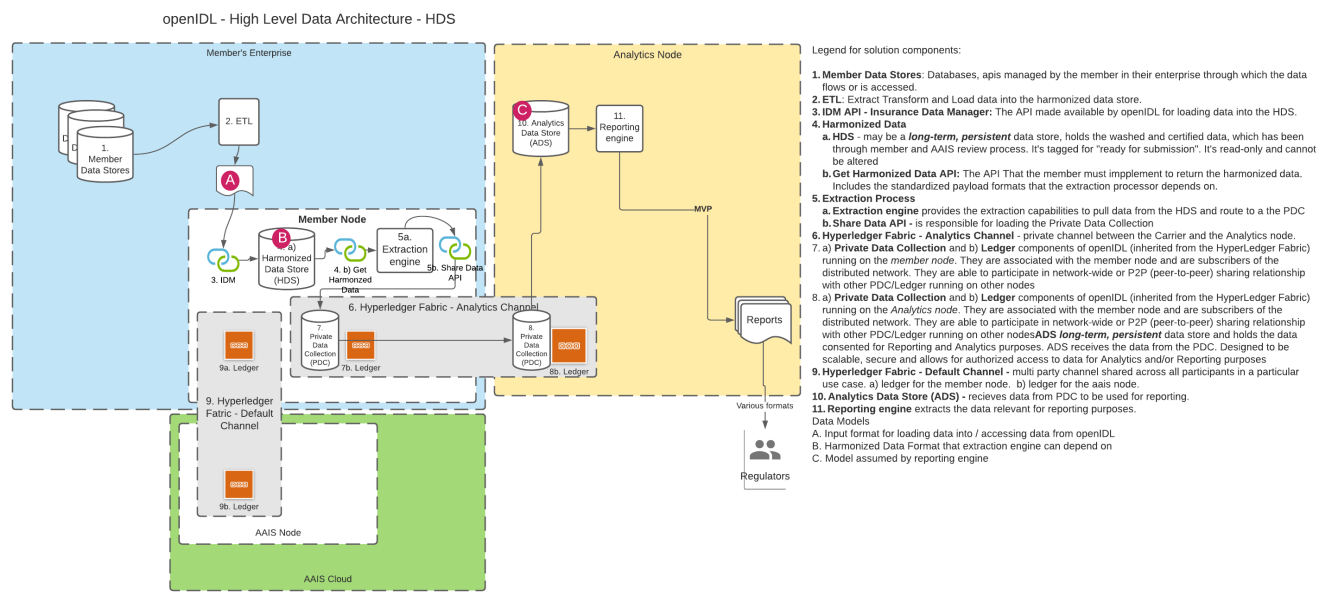 openIDL - High Level Data Architecture - HDS
Member's Enterprise
D
D
1.
Member
Data Stores
2. ETL
A
Member Node
3. IDM
B
a)
Harmonized
Data Store
(HDS)
4. b) Get
Harmonzed
Data
5a.
Extraction
engine
5b. Share Data
API
6. Hyperledger Fabric - Analytics Channel
7.
Private
Data
Collection
(PDC)
7b. Ledger
8.
Private
Data
Collection
(PDC)
8b. Ledger
9a. Ledger
9. Hyperledger
Fatric - Default
Channel
9b. Ledger
AAIS Node
AAIS Cloud
Analytics Node
C
10. Analytics
Data Store
(ADS)
11.
Reporting
engine
MVP
Reports
Various formats
Regulators
Legend for solution components:
1. Member Data Stores: Databases, apis managed by the member in their enterprise through which the data
flows or is accessed.
2. ETL: Extract Transform and Load data into the harmonized data store.
3. IDM API - Insurance Data Manager: The API made available by openIDL for loading data into the HDS.
4. Harmonized Data
a. HDS - may be a long-term, persistent data store, holds the washed and certified data, which has been
through member and AAIS review process. It's tagged for "ready for submission". It's read-only and cannot
be altered
b. Get Harmonized Data API: The API That the member must impplement to return the harmonized data.
Includes the standardized payload formats that the extraction processor depends on.
5. Extraction Process
a. Extraction engine provides the extraction capabilities to pull data from the HDS and route to a the PDC
b. Share Data API - is responsible for loading the Private Data Collection
6. Hyperledger Fabric - Analytics Channel - private channel between the Carrier and the Analytics node.
7. a) Private Data Collection and b) Ledger components of openIDL (inherited from the HyperLedger Fabric)
running on the member node. They are associated with the member node and are subscribers of the
distributed network. They are able to participate in network-wide or P2P (peer-to-peer) sharing relationship
with other PDC/Ledger running on other nodes
8. a) Private Data Collection and b) Ledger components of openIDL (inherited from the HyperLedger Fabric)
running on the Analytics node. They are associated with the member node and are subscribers of the
distributed network. They are able to participate in network-wide or P2P (peer-to-peer) sharing relationship
with other PDC/Ledger running on other nodesADS long-term, persistent data store and holds the data
consented for Reporting and Analytics purposes. ADS receives the data from the PDC. Designed to be
scalable, secure and allows for authorized access to data for Analytics and/or Reporting purposes
9. Hyperledger Fabric - Default Channel - multi party channel shared across all participants in a particular
use case. a) ledger for the member node. b) ledger for the aais node.
10. Analytics Data Store (ADS) - recieves data from PDC to be used for reporting.
11. Reporting engine extracts the data relevant for reporting purposes.
Data Models
A. Input format for loading data into / accessing data from openIDL
B. Harmonized Data Format that extraction engine can depend on
C. Model assumed by reporting engine